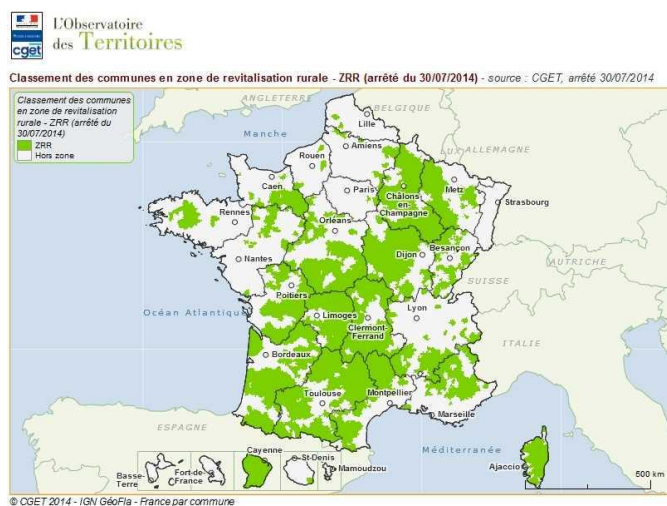 L'Observatoire
des Territoires
cget
Classement des communes en zone de revitalisation rurale - ZRR (arrêté du 30/07/2014) - source : CGET, arrêté 30/07/2014
Classement des communes
en zone de revitalisation
rurale - ZRR (arrêté du
30/07/2014)
ZRR
Hors zone
ANGLETERRE
BELGIQUE
Manche
Lille
Amiens
LUX
ALLEMAGNE
Rouen
Caen
Paris
Metz
Châlons
en
Champagne
Strasbourg
Rennes
Orléans
Nantes
Dijon
Besançon
AUTRICHE
SUISSE
Poitiers
Océan Atlantique
Limoges
Lyon
Clermont-
Ferrand
ITALIE
Bordeaux
Toulouse
Montpellier
Marseille
ESPAGNE
Méditerranée
Cayenne
St-Denis
Basse-
Terre
Fort-de-
France
Mamoudzou
Ajaccio
500 km
© CGET 2014 - IGN GéoFla - France par commune